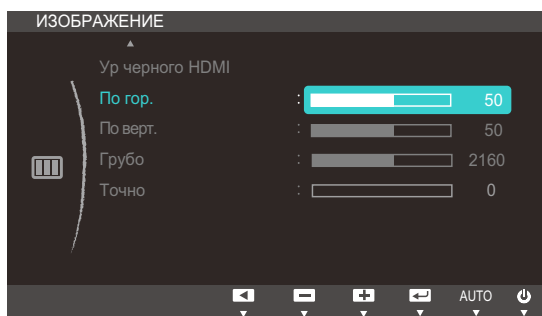 ИЗОБРАЖЕНИЕ
Ур черного HDMI
По гор. : 50
По верт. : 50
Грубо : 2160
Точно : 0
AUTO